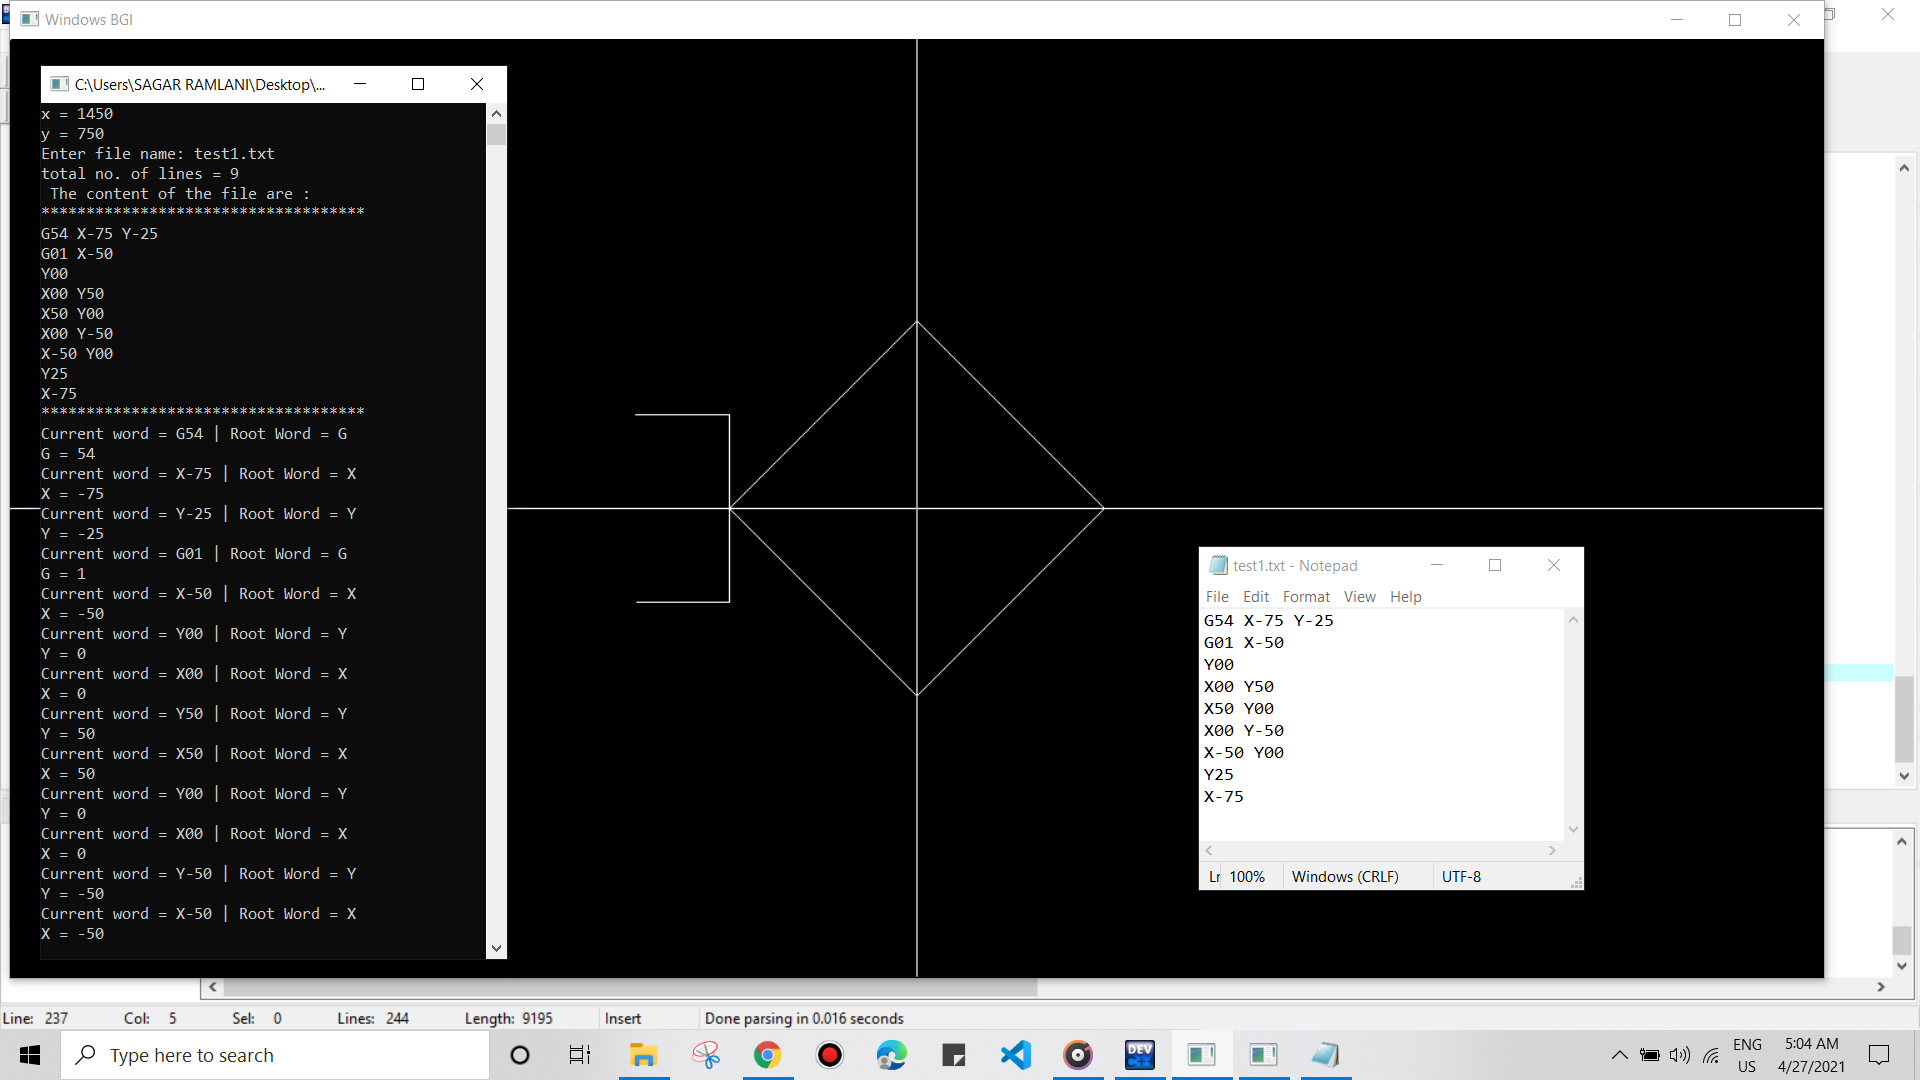 Windows BGI
C:\Users\SAGAR RAMLANI\Desktop\...
x = 1450
y = 750
Enter file name: test1.txt
total no. of lines = 9
The content of the file are :
************************************
G54 X-75 Y-25
G01 X-50
Y00
X00 Y50
X50 Y00
X00 Y-50
X-50 Y00
Y25
X-75
************************************
Current word = G54 | Root Word = G
G = 54
Current word = X-75 | Root Word = X
X = -75
Current word = Y-25 | Root Word = Y
Y = -25
Current word = G01 | Root Word = G
G = 1
Current word = X-50 | Root Word = X
X = -50
Current word = Y00 | Root Word = Y
Y = 0
Current word = X00 | Root Word = X
X = 0
Current word = Y50 | Root Word = Y
Y = 50
Current word = X50 | Root Word = X
X = 50
Current word = Y00 | Root Word = Y
Y = 0
Current word = X00 | Root Word = X
X = 0
Current word = Y-50 | Root Word = Y
Y = -50
Current word = X-50 | Root Word = X
X = -50
test1.txt - Notepad
File Edit Format View Help
G54 X-75 Y-25
G01 X-50
Y00
X00 Y50
X50 Y00
X00 Y-50
X-50 Y00
Y25
X-75
100% Windows (CRLF) UTF-8
Line: 237 Col: 5 Sel: 0 Lines: 244 Length: 9195 Insert Done parsing in 0.016 seconds
Type here to search
DEV
C++
ENG
US
5:04 AM
4/27/2021